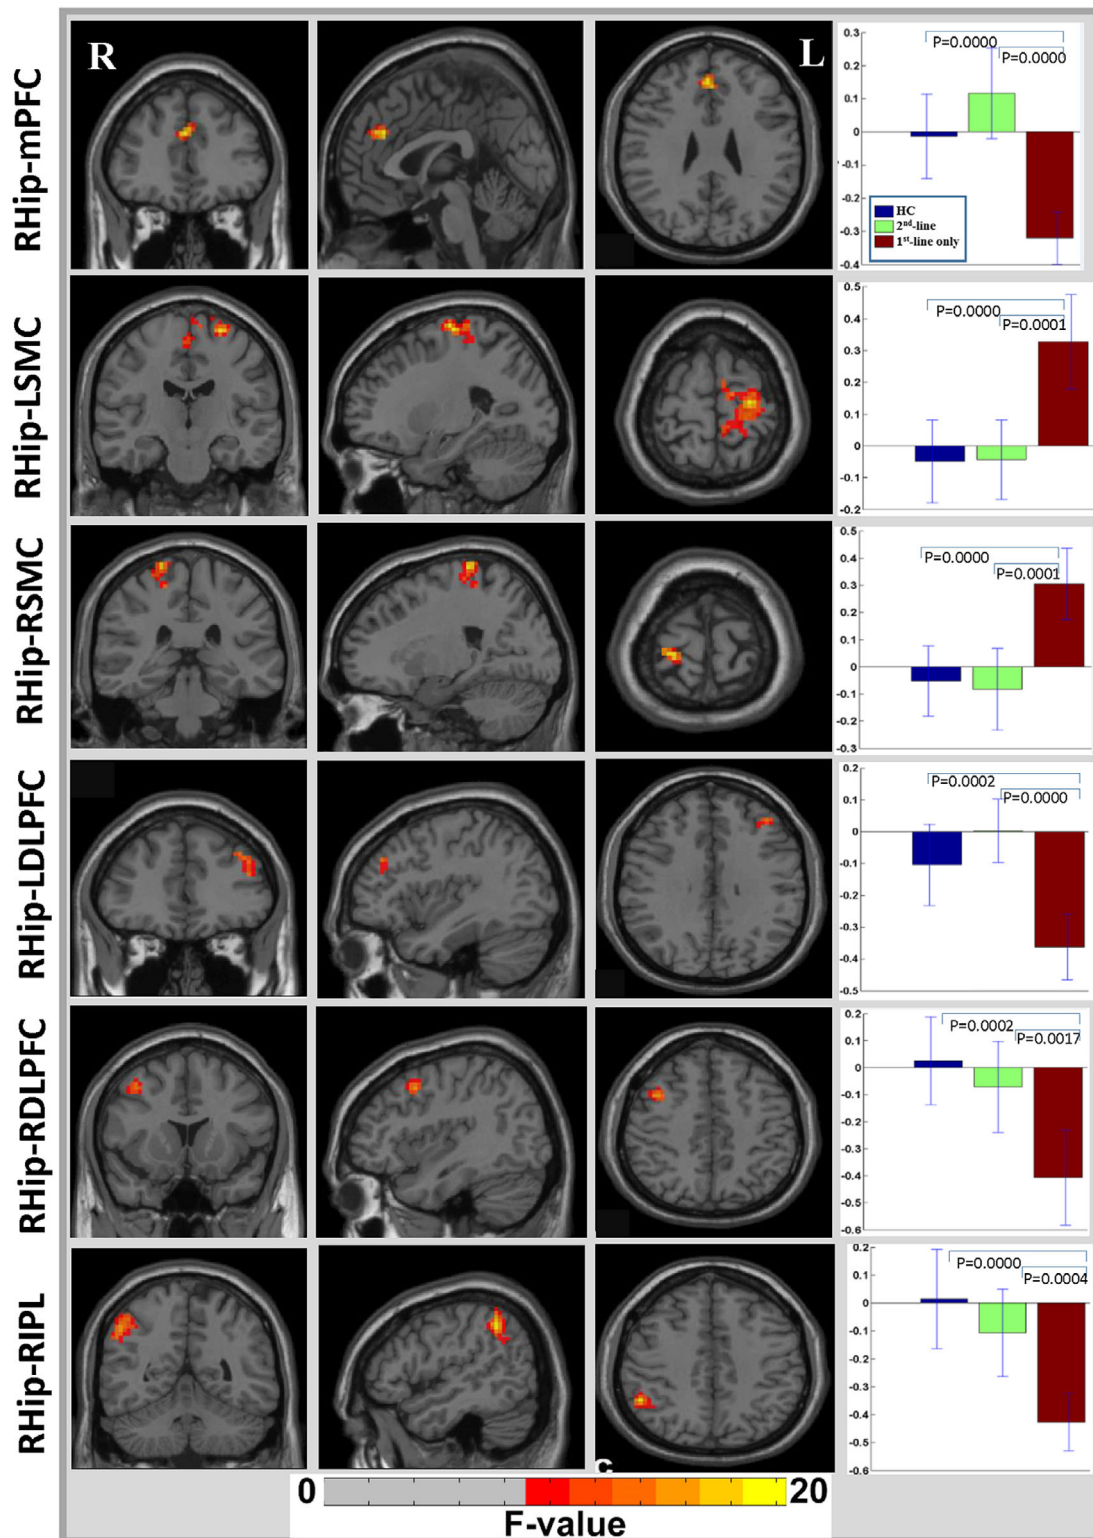 RHip-mPFC
R
L
0.3
0.2
0.1
0
-0.1
-0.2
-0.3
-0.4
P=0.0000
P=0.0000
HC
2nd-line
1st-line only
RHip-LSMC
0.5
0.4
0.3
0.2
0.1
0
-0.1
-0.2
P=0.0000
P=0.0001
RHip-RSMC
0.5
0.4
0.3
0.2
0.1
0
-0.1
-0.2
-0.3
P=0.0000
P=0.0001
RHip-LDLPFC
0.2
0.1
0
-0.1
-0.2
-0.3
-0.4
-0.5
P=0.0002
P=0.0000
RHip-RDLPFC
0.2
0.1
0
-0.1
-0.2
-0.3
-0.4
-0.5
-0.6
P=0.0002
P=0.0017
RHip-RIPL
0.2
0.1
0
-0.1
-0.2
-0.3
-0.4
-0.5
-0.6
P=0.0000
P=0.0004
0
20
F-value